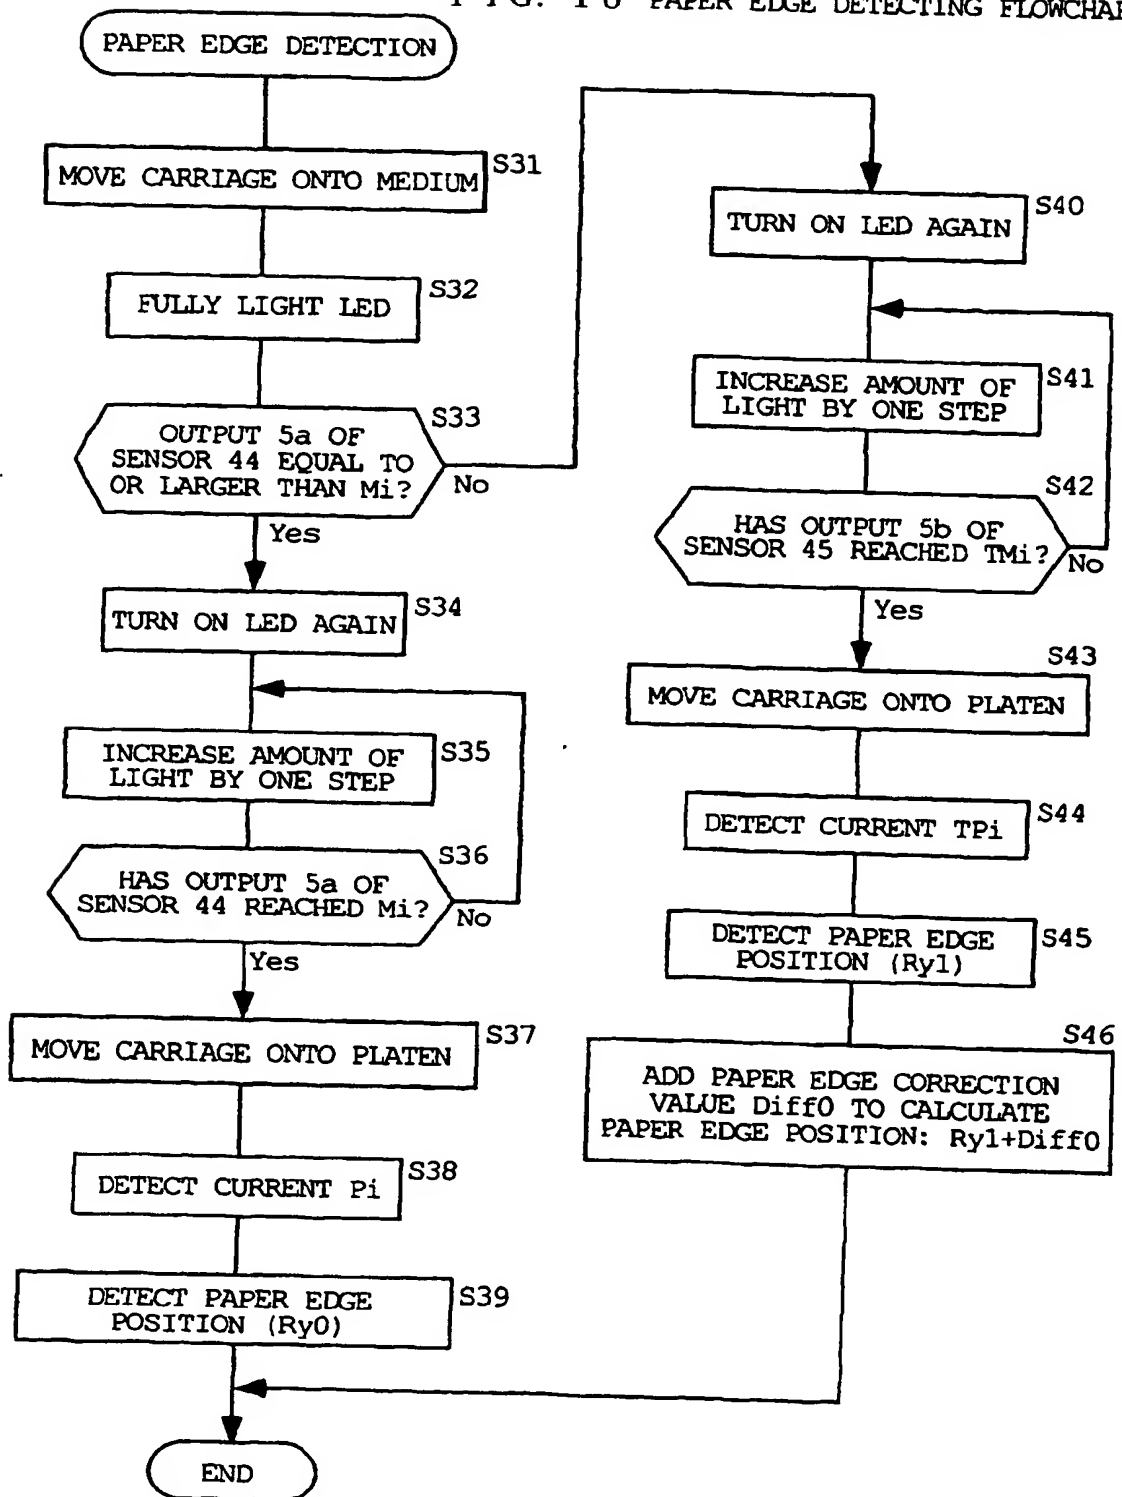 FIG. 18 PAPER EDGE DETECTING
PAPER EDGE DETECTION
S31
MOVE CARRIAGE ONTO MEDIUM
S32
FULLY LIGHT LED
S33
OUTPUT 5a OF
SENSOR 44 EQUAL TO
OR LARGER THAN Mi?
No
Yes
S34
TURN ON LED AGAIN
S35
INCREASE AMOUNT OF
LIGHT BY ONE STEP
S36
HAS OUTPUT 5a OF
SENSOR 44 REACHED Mi?
No
Yes
S37
MOVE CARRIAGE ONTO PLATEN
S38
DETECT CURRENT Pi
S39
DETECT PAPER EDGE
POSITION (Ry0)
END
S40
TURN ON LED AGAIN
S41
INCREASE AMOUNT OF
LIGHT BY ONE STEP
S42
HAS OUTPUT 5b OF
SENSOR 45 REACHED TMi?
No
Yes
S43
MOVE CARRIAGE ONTO PLATEN
S44
DETECT CURRENT TPi
S45
DETECT PAPER EDGE
POSITION (Ry1)
S46
ADD PAPER EDGE CORRECTION
VALUE Diff0 TO CALCULATE
PAPER EDGE POSITION: Ry1+Diff0